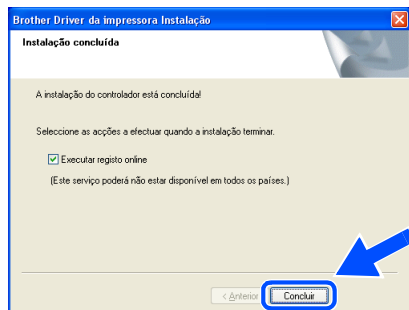 Brother Driver da impressora Instalação
Instalação concluída
A instalação do controlador está concluída!
Seleccione as acções a efectuar quando a instalação terminar.
Executar registo online
(Este serviço poderá não estar disponível em todos os países.)
< Anterior
Concluir